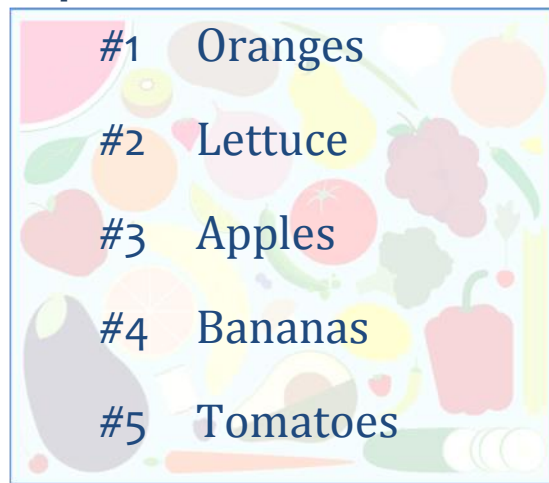 #1 Oranges
#2 Lettuce
#3 Apples
#4 Bananas
#5 Tomatoes